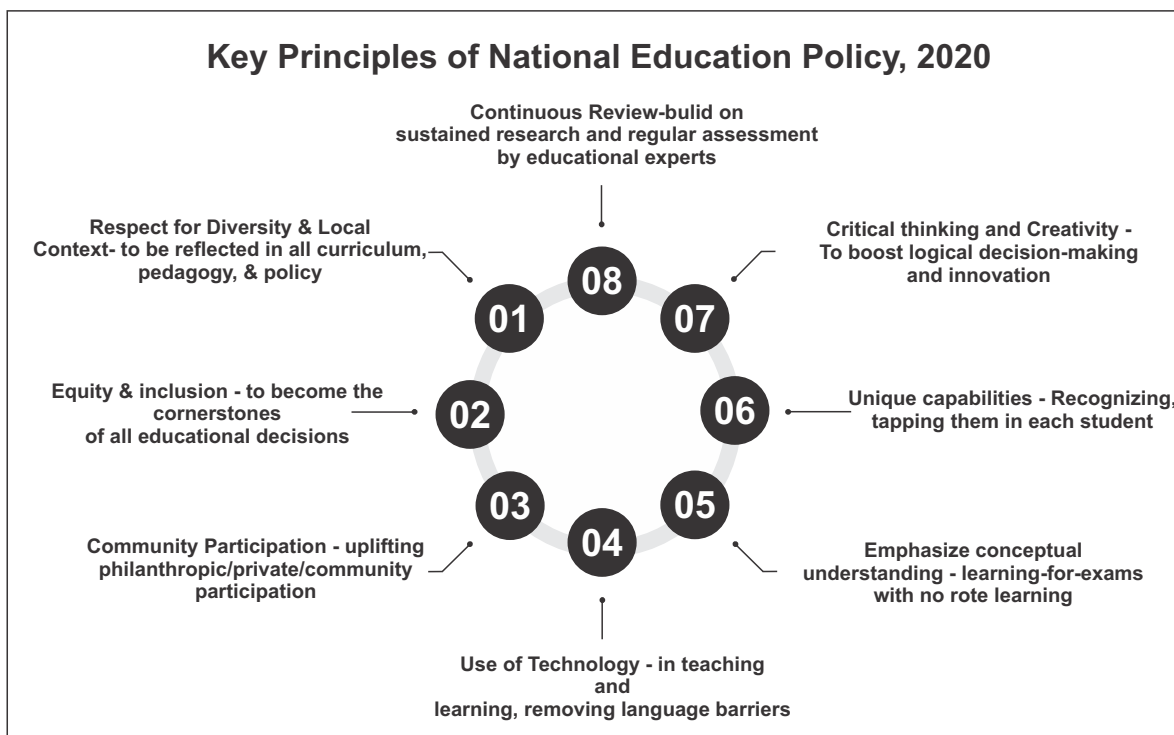 Key Principles of National Education Policy, 2020
Continuous Review-bulid on
sustained research and regular assessment
by educational experts
Respect for Diversity & Local
Context- to be reflected in all curriculum,
pedagogy, & policy
Critical thinking and Creativity -
To boost logical decision-making
and innovation
08
01
07
Equity & inclusion - to become the
cornerstones
of all educational decisions
02
06
Unique capabilities - Recognizing,
tapping them in each student
03
05
04
Community Participation - uplifting
philanthropic/private/community
participation
Emphasize conceptual
understanding - learning-for-exams
with no rote learning
Use of Technology - in teaching
and
learning, removing language barriers